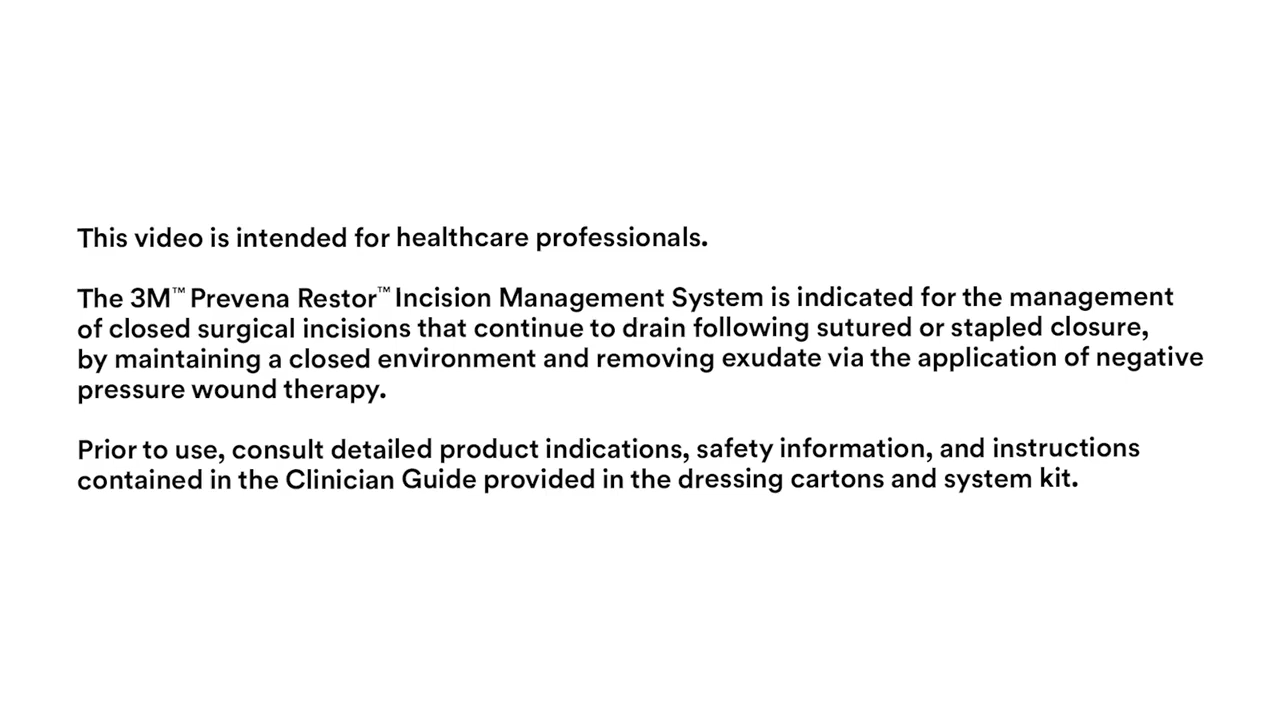 This video is intended for healthcare professionals.
The 3M™ Prevena Restor™ Incision Management System is indicated for the management
of closed surgical incisions that continue to drain following sutured or stapled closure,
by maintaining a closed environment and removing exudate via the application of negative
pressure wound therapy.
Prior to use, consult detailed product indications, safety information, and instructions
contained in the Clinician Guide provided in the dressing cartons and system kit.